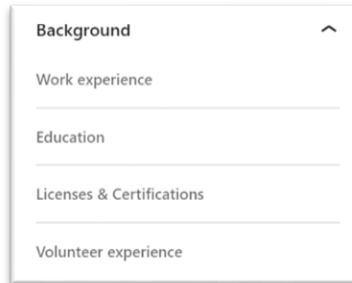 Background
Work experience
Education
Licenses & Certifications
Volunteer experience